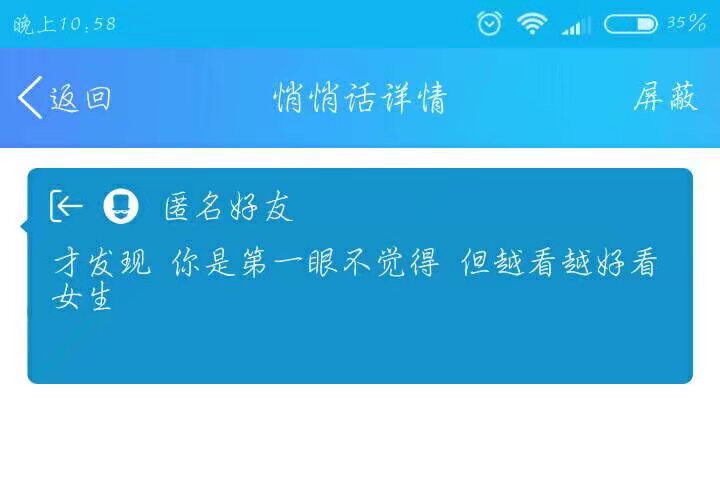 晚上10:58 35%
返回 悄悄话详情 屏蔽
匿名好友
才发现 你是第一眼不觉得 但越看越好看
女生